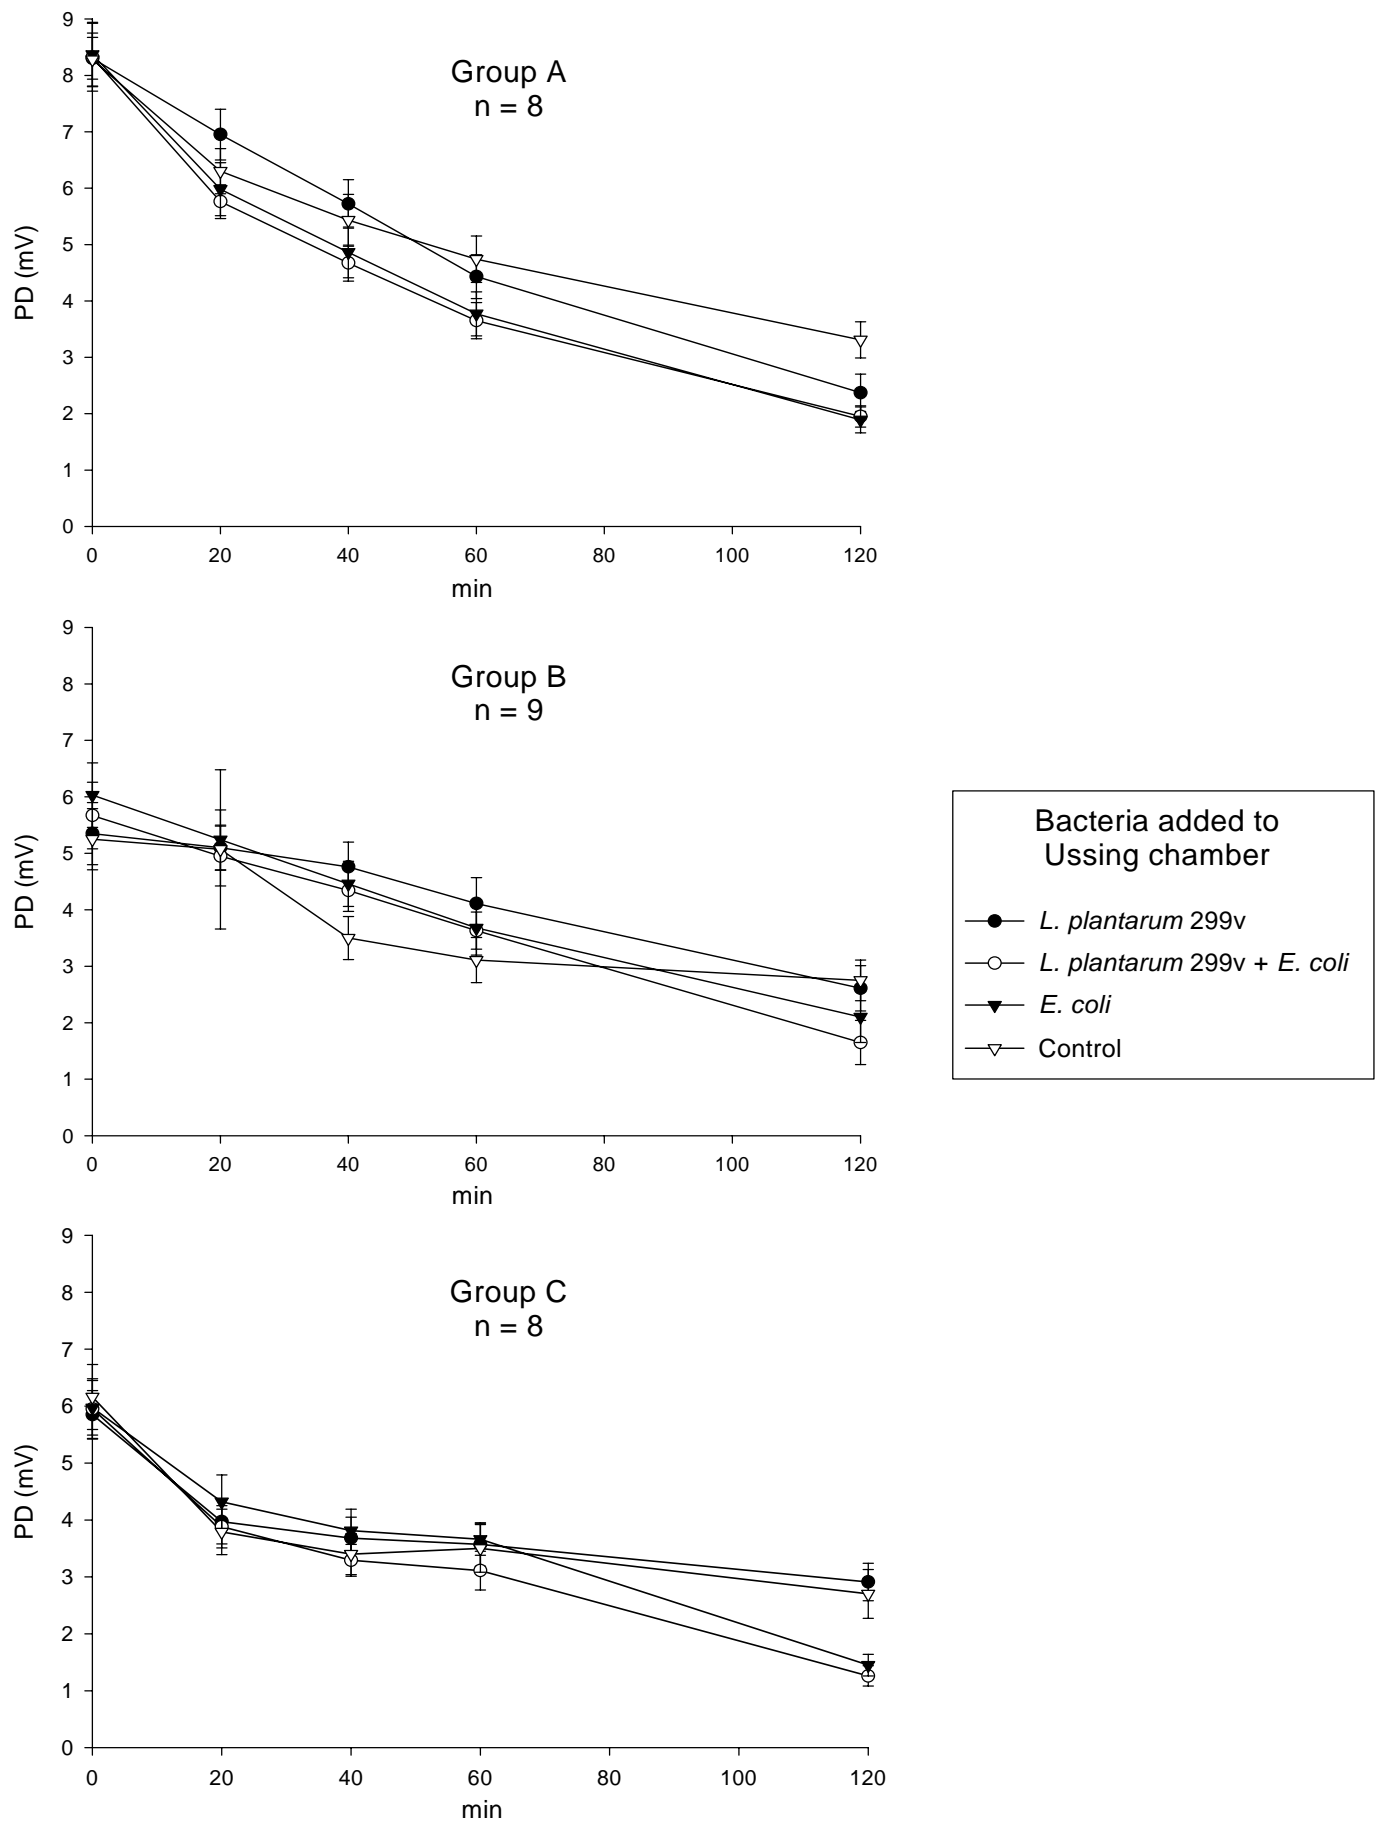 Group A
n = 8
PD (mV)
9
8
7
6
5
4
3
2
1
0
0 20 40 60 80 100 120
min
Group B
n = 9
PD (mV)
9
8
7
6
5
4
3
2
1
0
0 20 40 60 80 100 120
min
Bacteria added to
Ussing chamber
L. plantarum 299v
L. plantarum 299v + E. coli
E. coli
Control
Group C
n = 8
PD (mV)
9
8
7
6
5
4
3
2
1
0
0 20 40 60 80 100 120
min